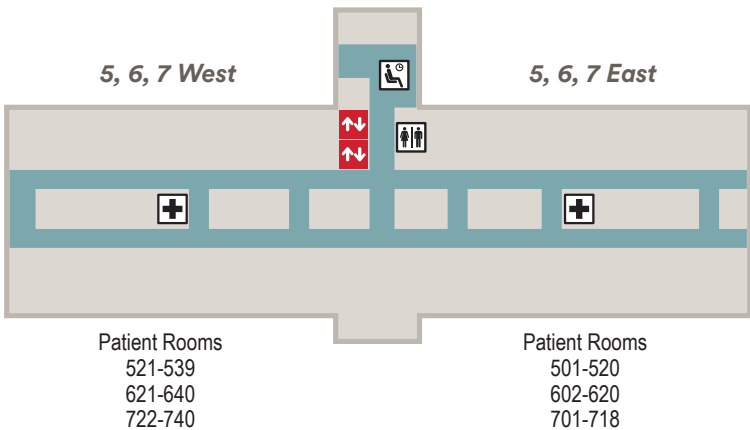 5, 6, 7 West
5, 6, 7 East
Patient Rooms
521-539
621-640
722-740
Patient Rooms
501-520
602-620
701-718